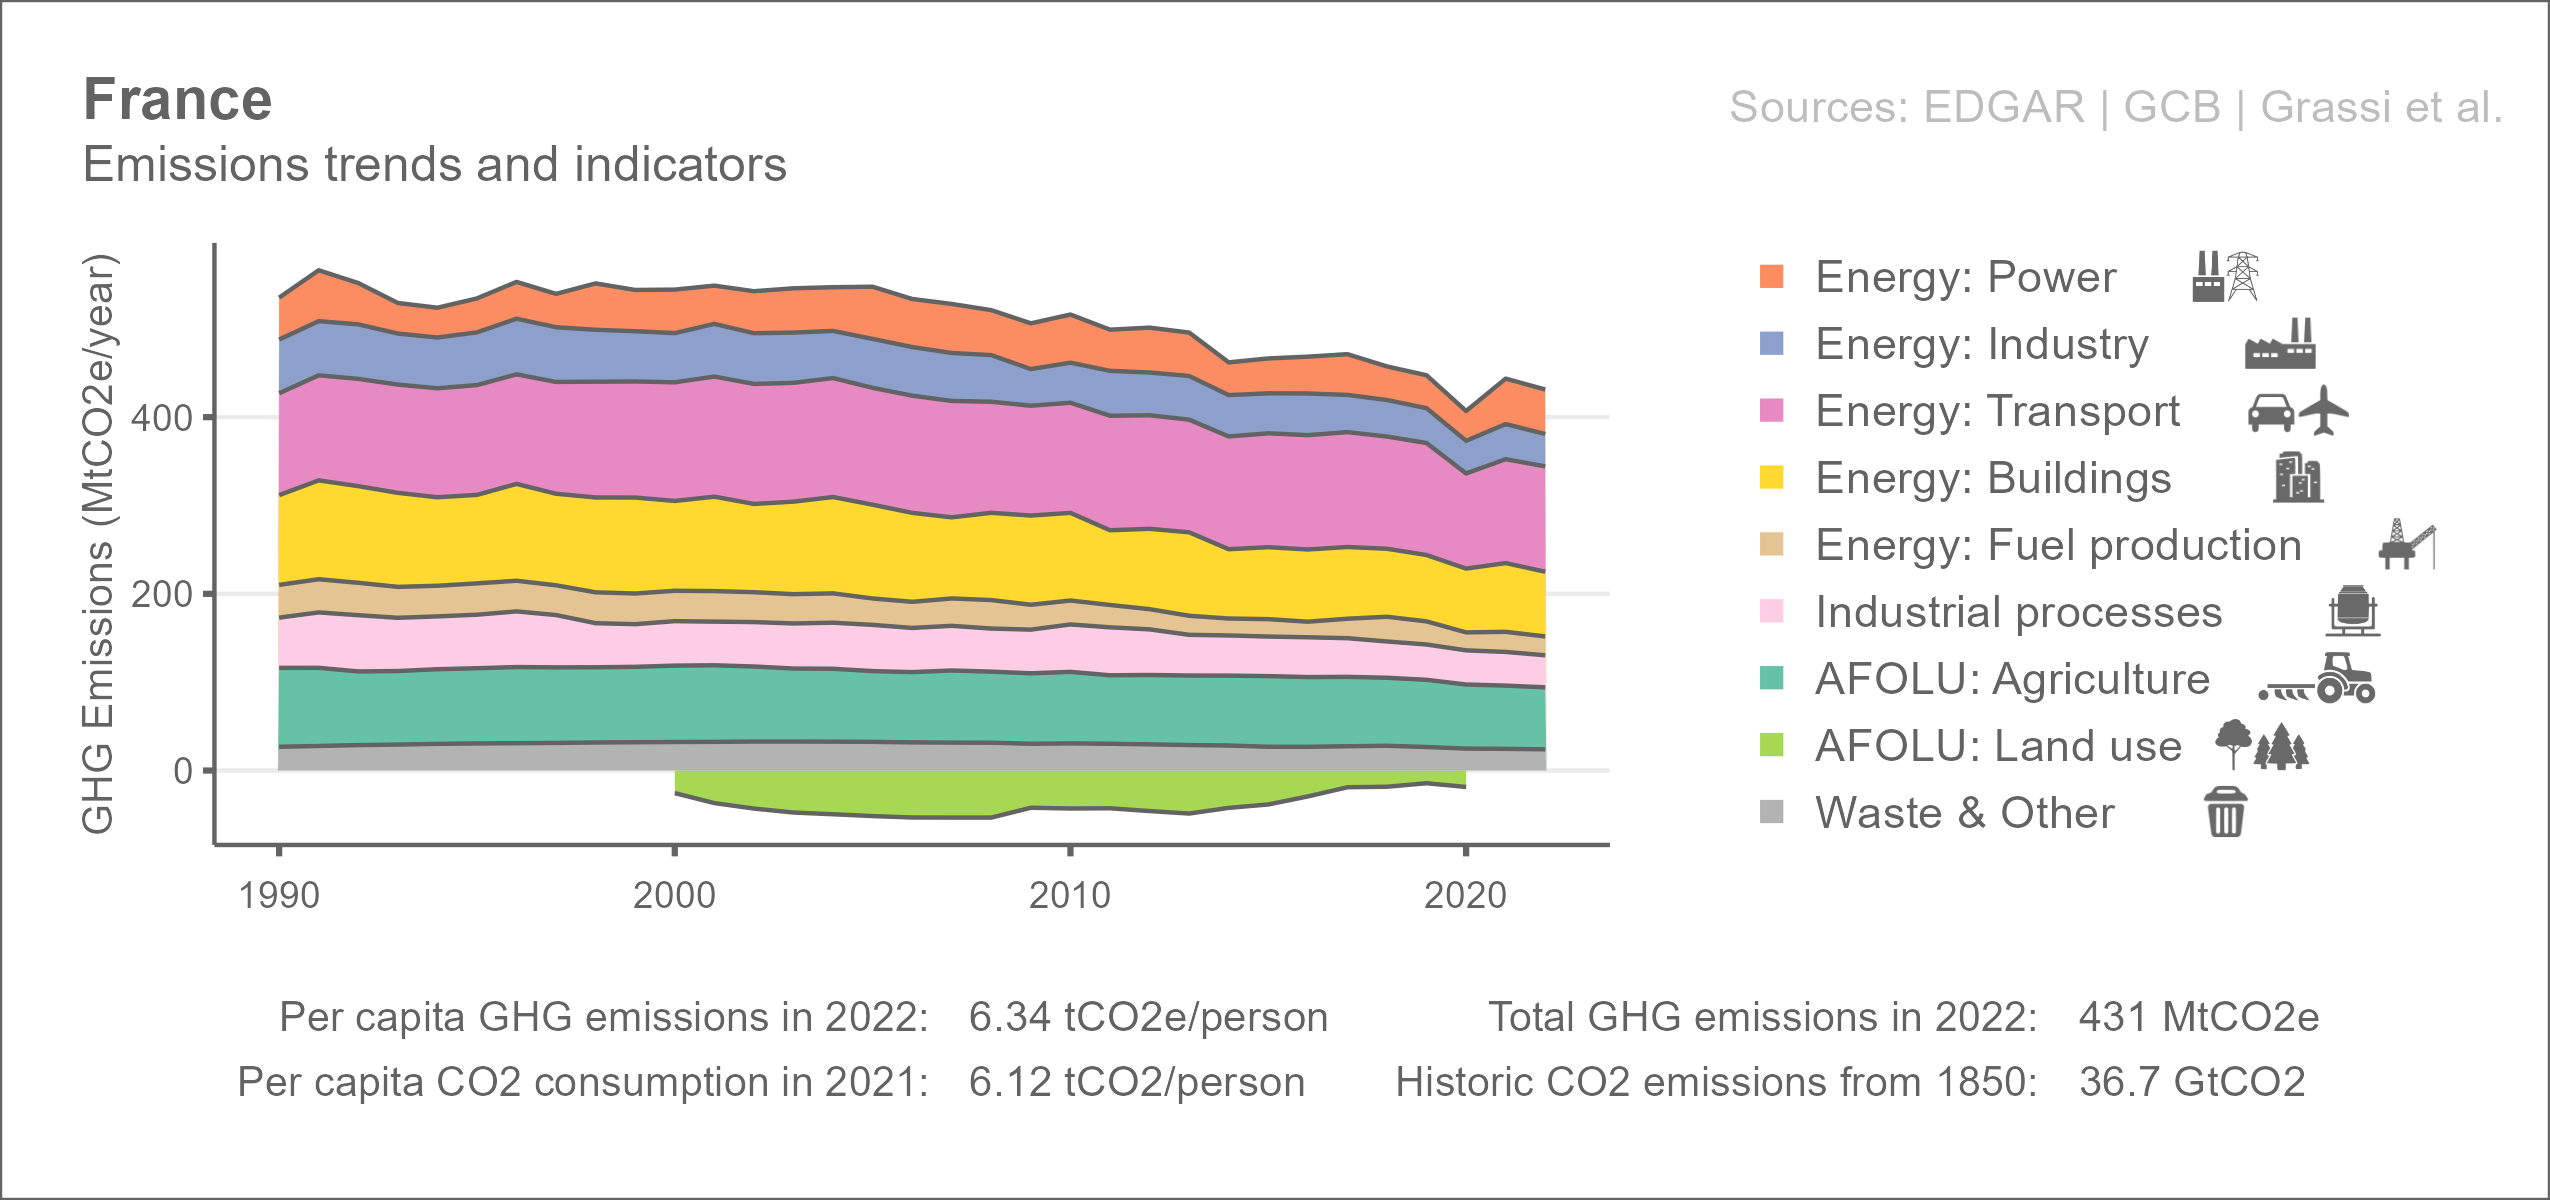 France
Sources: EDGAR | GCB | Grassi et al.
Emissions trends and indicators
GHG Emissions (MtCO2e/year)
400
200
0
1990
2000
2010
2020
Energy: Power
Energy: Industry
Energy: Transport
Energy: Buildings
Energy: Fuel production
Industrial processes
AFOLU: Agriculture
AFOLU: Land use
Waste & Other
Per capita GHG emissions in 2022: 6.34 tCO2e/person
Total GHG emissions in 2022: 431 MtCO2e
Per capita CO2 consumption in 2021: 6.12 tCO2/person
Historic CO2 emissions from 1850: 36.7 GtCO2